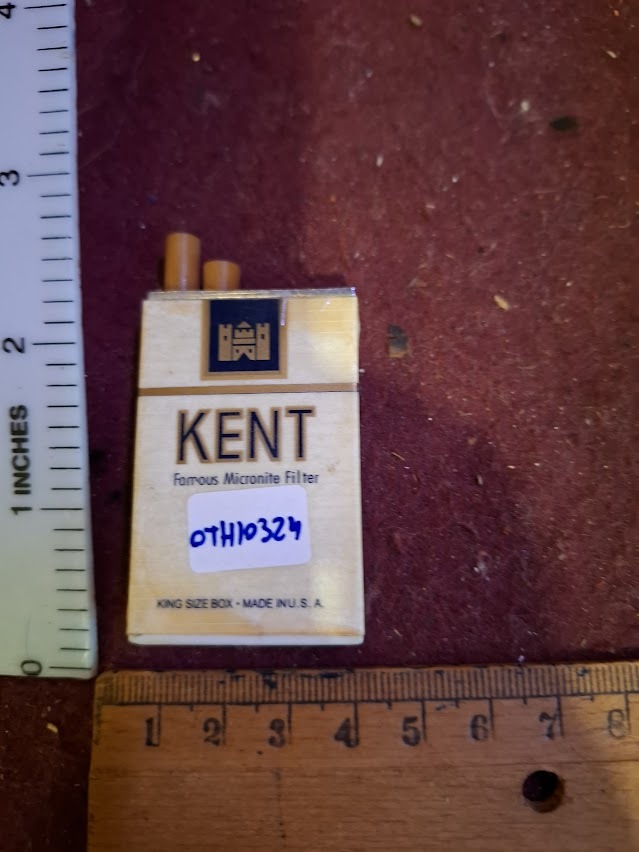 4
3
2
1 INCHES
0
KENT
Famous Micronite Filter
OTH10324
KING SIZE BOX • MADE IN U. S. A.
1 2 3 4 5 6 7 8